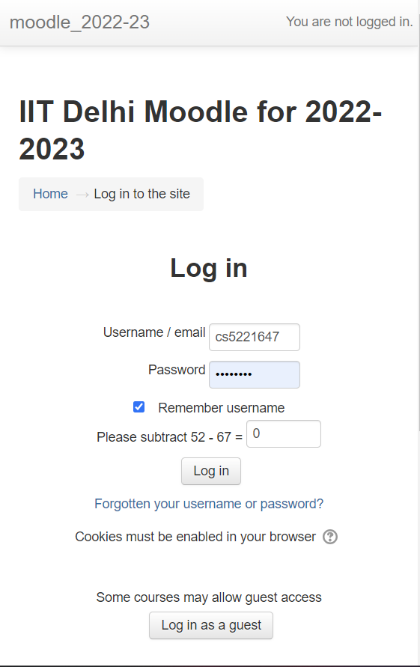 moodle_2022-23 You are not logged in.
IIT Delhi Moodle for 2022-
2023
Home → Log in to the site
Log in
Username / email cs5221647
Password ••••••••
Remember username
Please subtract 52 - 67 = 0
Log in
Forgotten your username or password?
Cookies must be enabled in your browser ?
Some courses may allow guest access
Log in as a guest